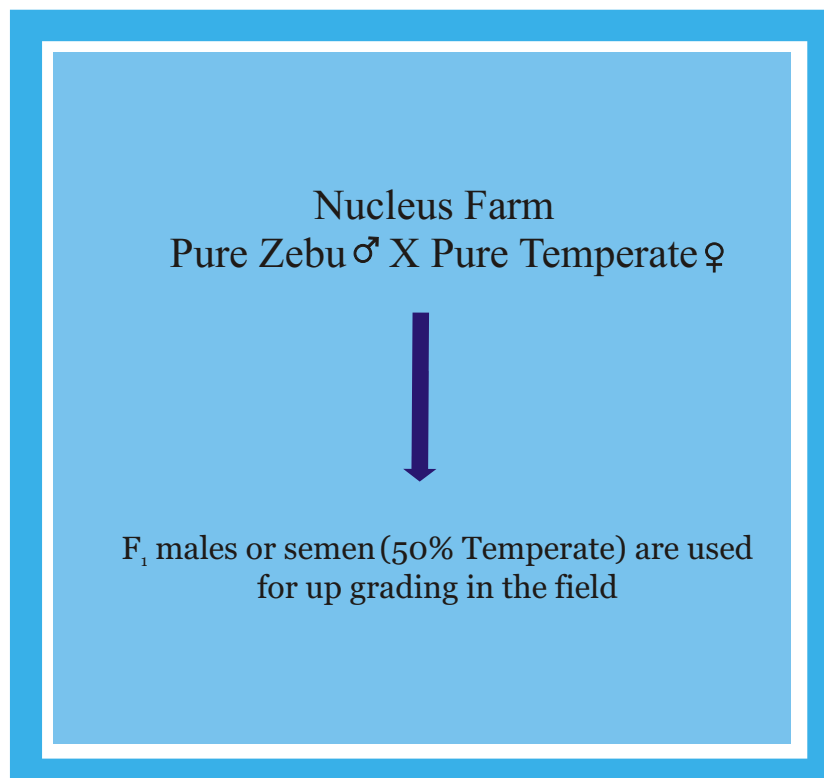 Nucleus Farm
Pure Zebu♂ X Pure Temperate♀
F₁ males or semen (50% Temperate) are used
for up grading in the field